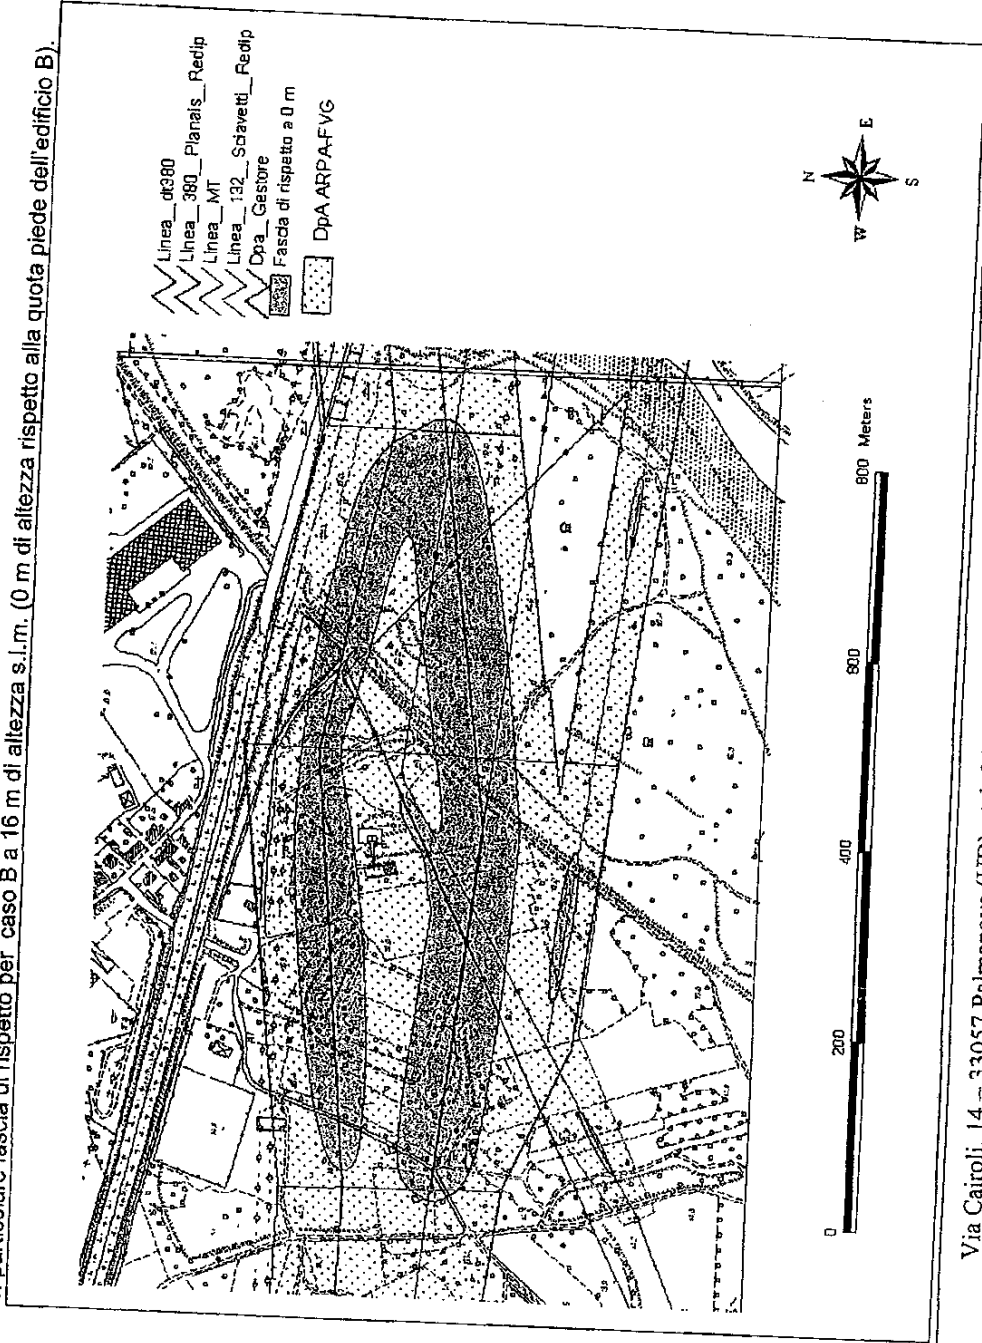 particolare fascia di rispetto per caso B a 16 m di altezza s.l.m. (0 m di altezza rispetto alla quota piede dell'edificio B).
Linea_dt380
Linea_380_Planais_Redip
Linea_MT
Linea_132_Sciavetti_Redip
Dpa_Gestore
Fascia di rispetto a 0 m
DpA ARPA-FVG
N
W
E
S
0
200
400
600
800 Meters
Via Cairoli, 14 – 33057 Palmanova (UD)